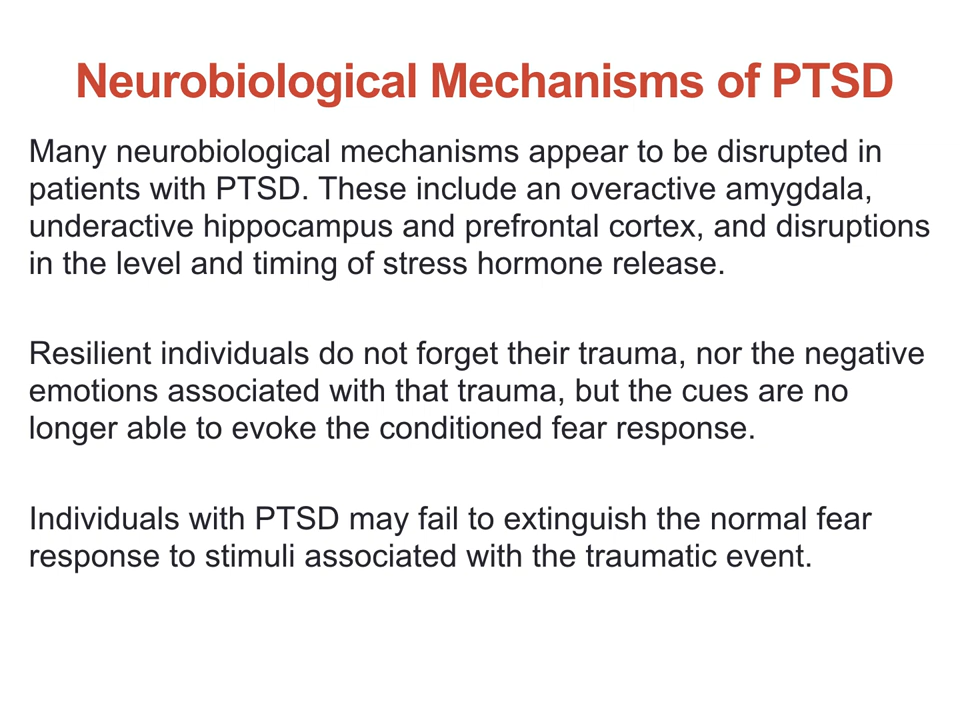 Neurobiological Mechanisms of PTSD
Many neurobiological mechanisms appear to be disrupted in
patients with PTSD. These include an overactive amygdala,
underactive hippocampus and prefrontal cortex, and disruptions
in the level and timing of stress hormone release.
Resilient individuals do not forget their trauma, nor the negative
emotions associated with that trauma, but the cues are no
longer able to evoke the conditioned fear response.
Individuals with PTSD may fail to extinguish the normal fear
response to stimuli associated with the traumatic event.